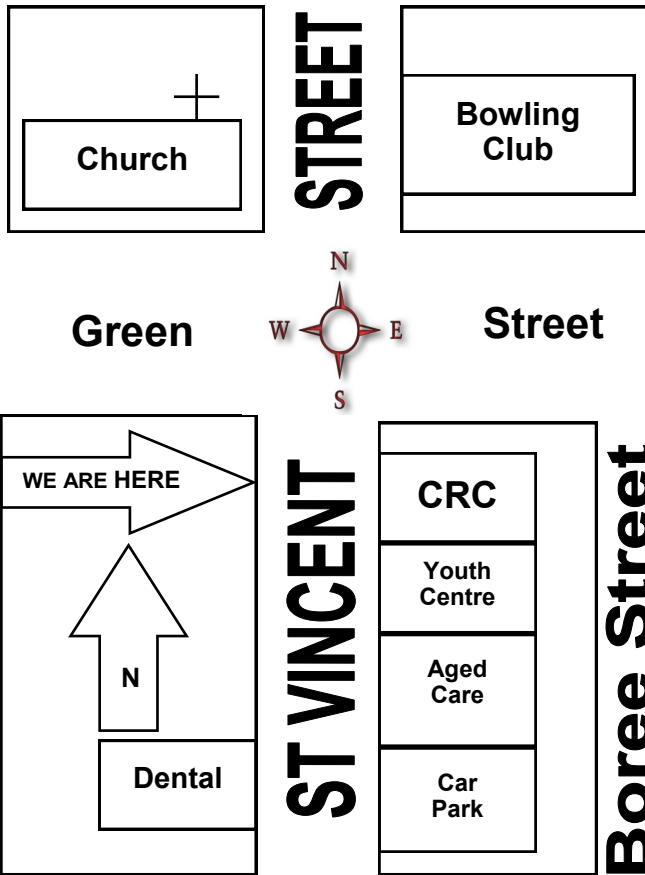 STREET
Church
Bowling
Club
N
W
E
S
Green
Street
WE ARE HERE
N
Dental
ST VINCENT
CRC
Youth
Centre
Aged
Care
Car
Park
Boree Street